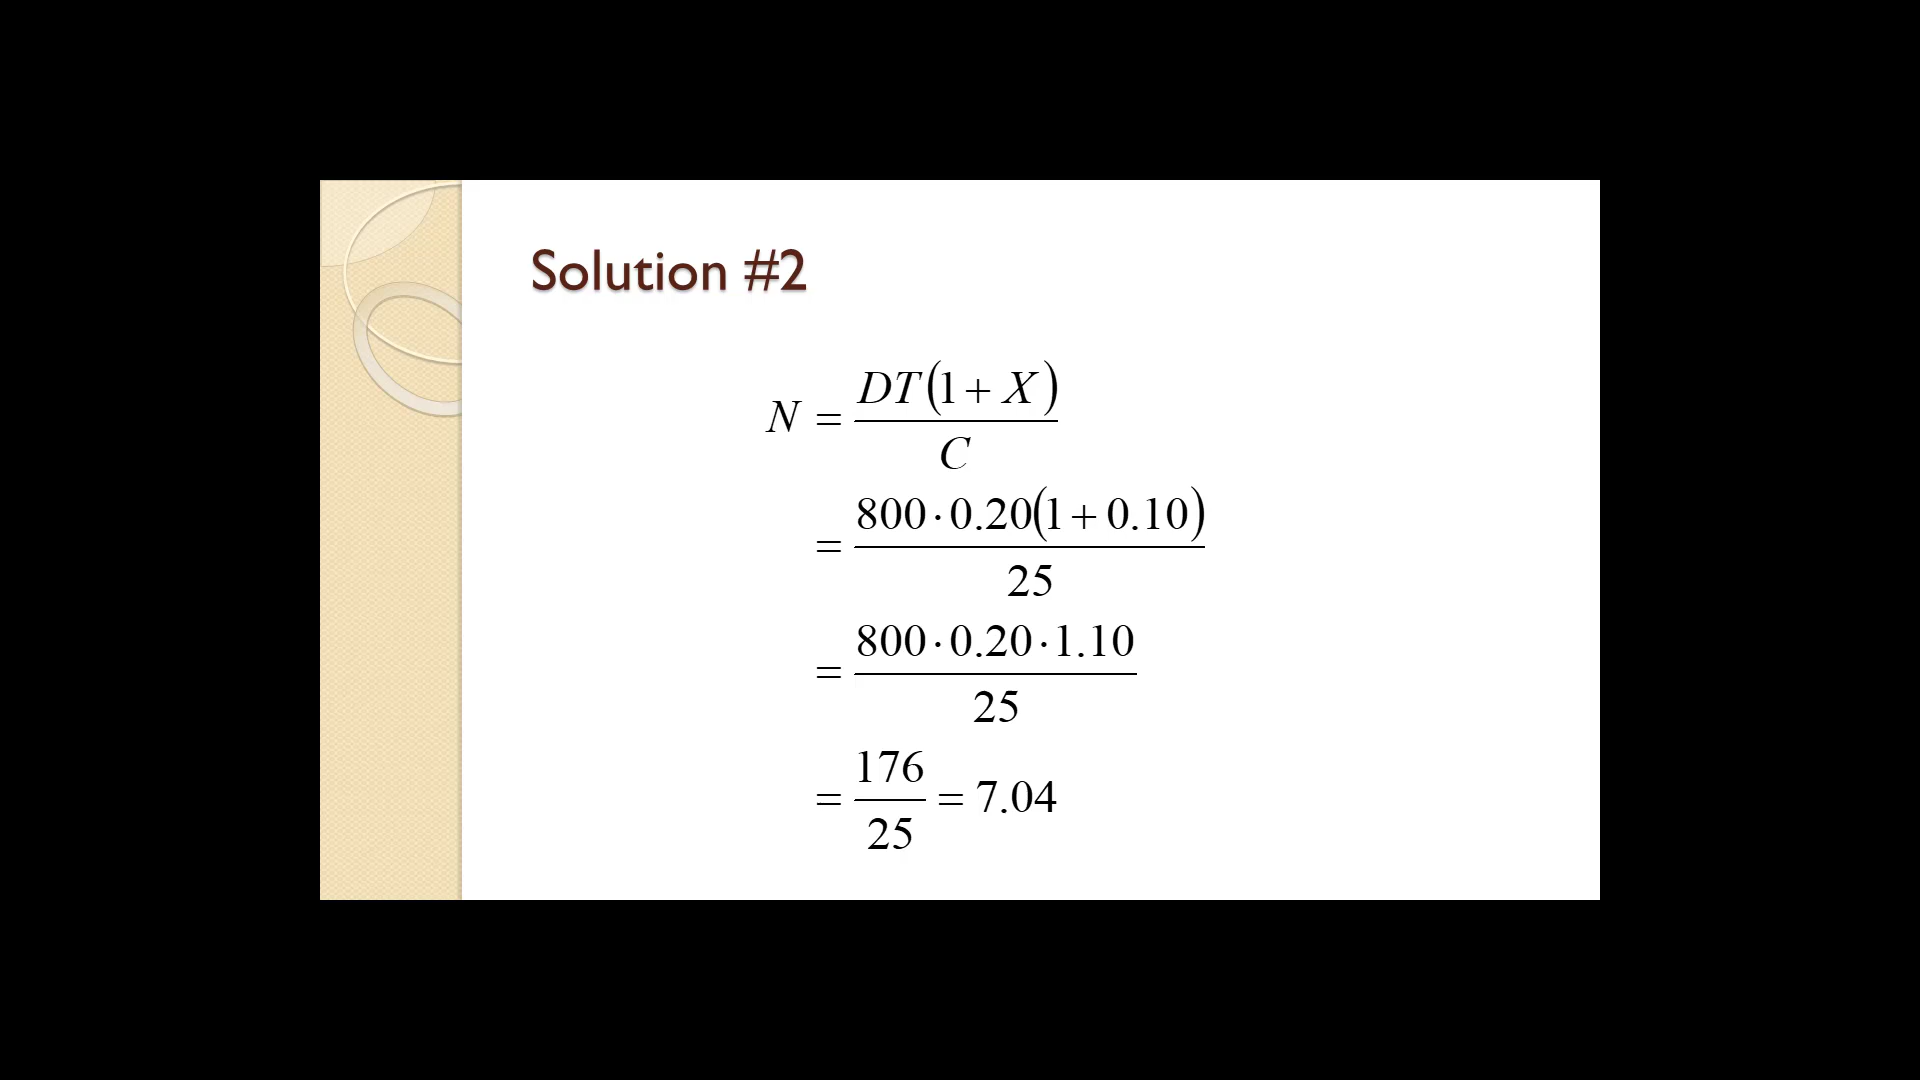 Solution #2
N = DT(1 + X) / C
= 800 · 0.20(1 + 0.10) / 25
= 800 · 0.20 · 1.10 / 25
= 176 / 25 = 7.04